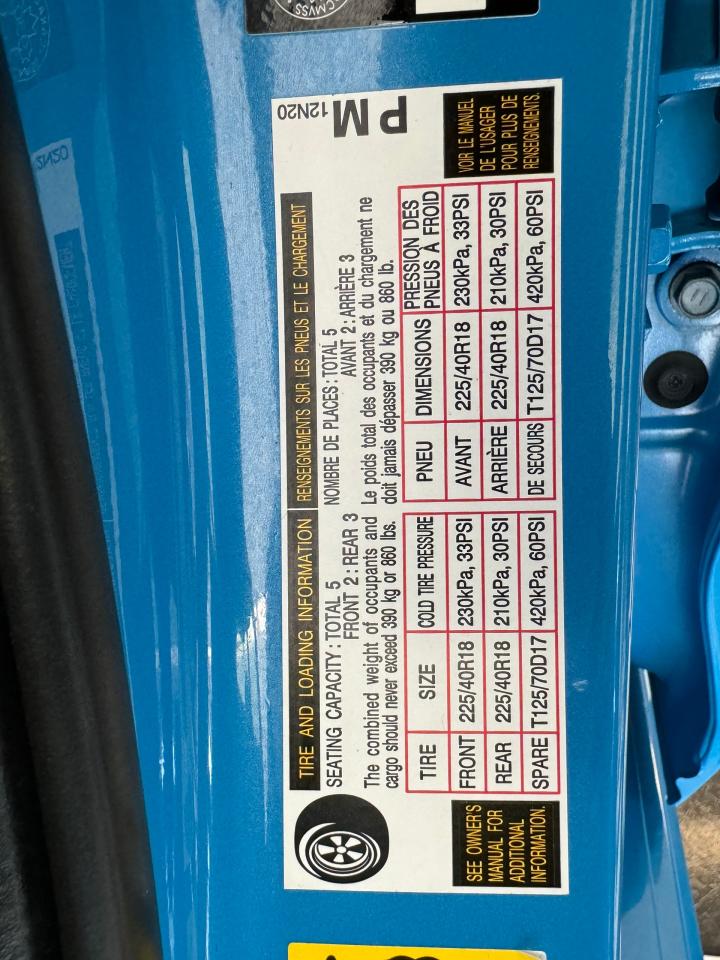 TIRE AND LOADING INFORMATION
SEATING CAPACITY: TOTAL 5
FRONT 2: REAR 3
The combined weight of occupants and
cargo should never exceed 390 kg or 860 lbs.
TIRE SIZE COLD TIRE PRESSURE
FRONT 225/40R18 230kPa, 33PSI
REAR 225/40R18 210kPa, 30PSI
SPARE T125/70D17 420kPa, 60PSI
SEE OWNER'S
MANUAL FOR
ADDITIONAL
INFORMATION.
RENSEIGNEMENTS SUR LES PNEUS ET LE CHARGEMENT
NOMBRE DE PLACES: TOTAL 5
AVANT 2: ARRIÈRE 3
Le poids total des occupants et du chargement ne
doit jamais dépasser 390 kg ou 860 lb.
PNEU DIMENSIONS PRESSION DES
PNEUS À FROID
AVANT 225/40R18 230kPa, 33PSI
ARRIÈRE 225/40R18 210kPa, 30PSI
DE SECOURS T125/70D17 420kPa, 60PSI
VOIR LE MANUEL
DE L'USAGER
POUR PLUS DE
RENSEIGNEMENTS.
12N20
PM
CMVSS